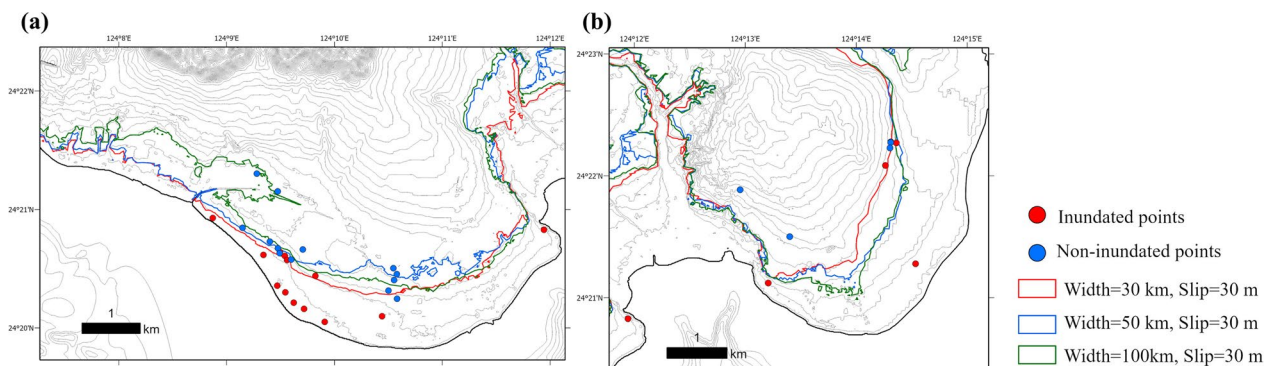 (a)
124°8'E 124°9'E 124°10'E 124°11'E 124°12'E
24°22'N
24°21'N
24°20'N
1
km
(b)
124°12'E 124°13'E 124°14'E 124°15'E
24°23'N
24°22'N
24°21'N
1
km
Inundated points
Non-inundated points
Width=30 km, Slip=30 m
Width=50 km, Slip=30 m
Width=100km, Slip=30 m